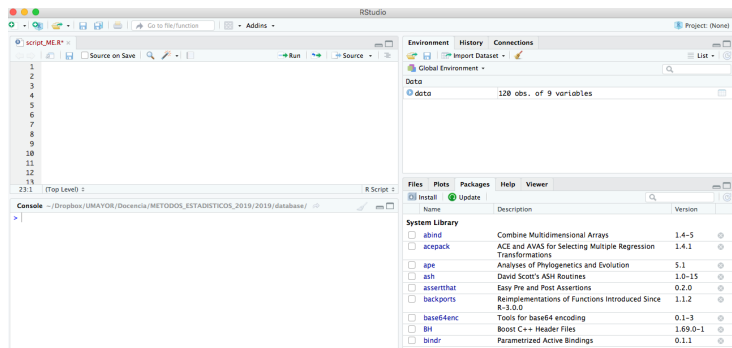 RStudio
Go to file/function
Addins
Project: (None)
script_ME.R*
Source on Save
Run
Source
1
2
3
4
5
6
7
8
9
10
11
12
13
23:1 (Top Level)
R Script
Console ~/Dropbox/UMAYOR/Docencia/METODOS_ESTADISTICOS_2019/2019/database/
>
Environment History Connections
Import Dataset
List
Global Environment
Data
data 120 obs. of 9 variables
Files Plots Packages Help Viewer
Install Update
Name Description Version
System Library
abind Combine Multidimensional Arrays 1.4-5
acepack ACE and AVAS for Selecting Multiple Regression 1.4.1
Transformations
ape Analyses of Phylogenetics and Evolution 5.1
ash David Scott's ASH Routines 1.0-15
assertthat Easy Pre and Post Assertions 0.2.0
backports Reimplementations of Functions Introduced Since 1.1.2
R-3.0.0
base64enc Tools for base64 encoding 0.1-3
BH Boost C++ Header Files 1.69.0-1
bindr Parametrized Active Bindings 0.1.1